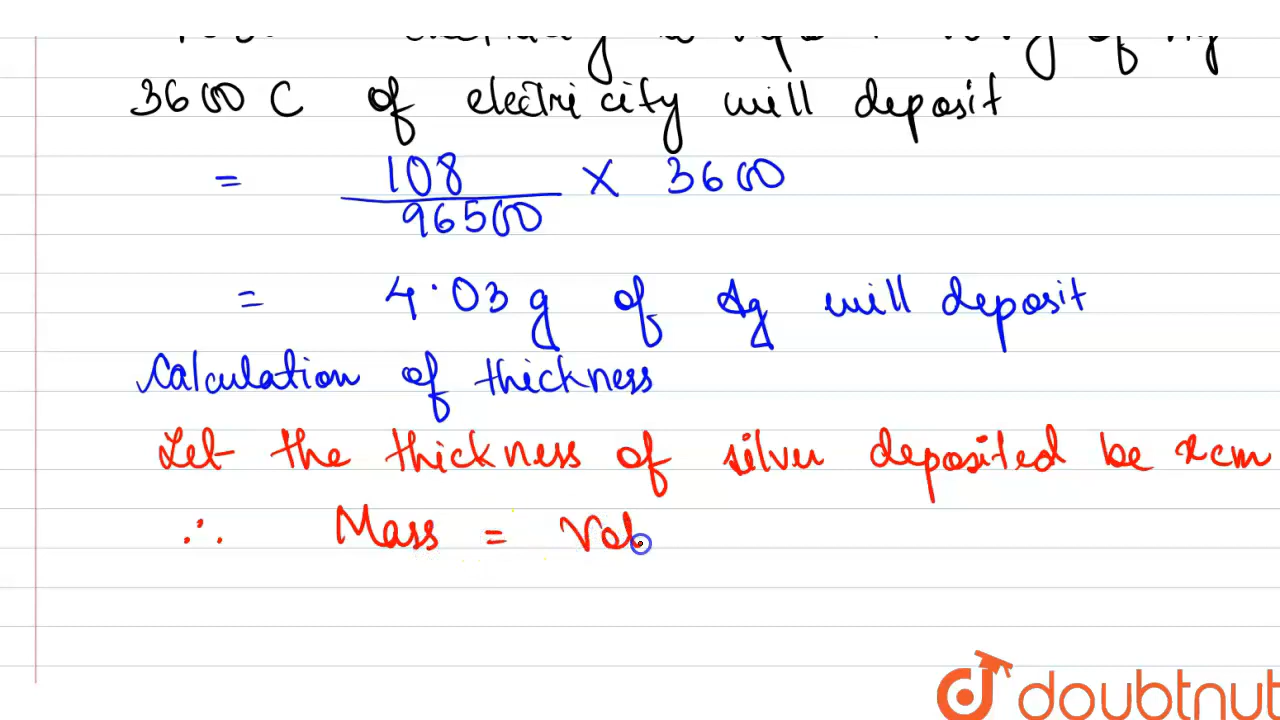 3600 C of electricity will deposit
= 108/96500 × 3600
= 4.03 g of Ag will deposit
Calculation of thickness
Let the thickness of silver deposited be x cm
∴ Mass = Vol
doubtnut